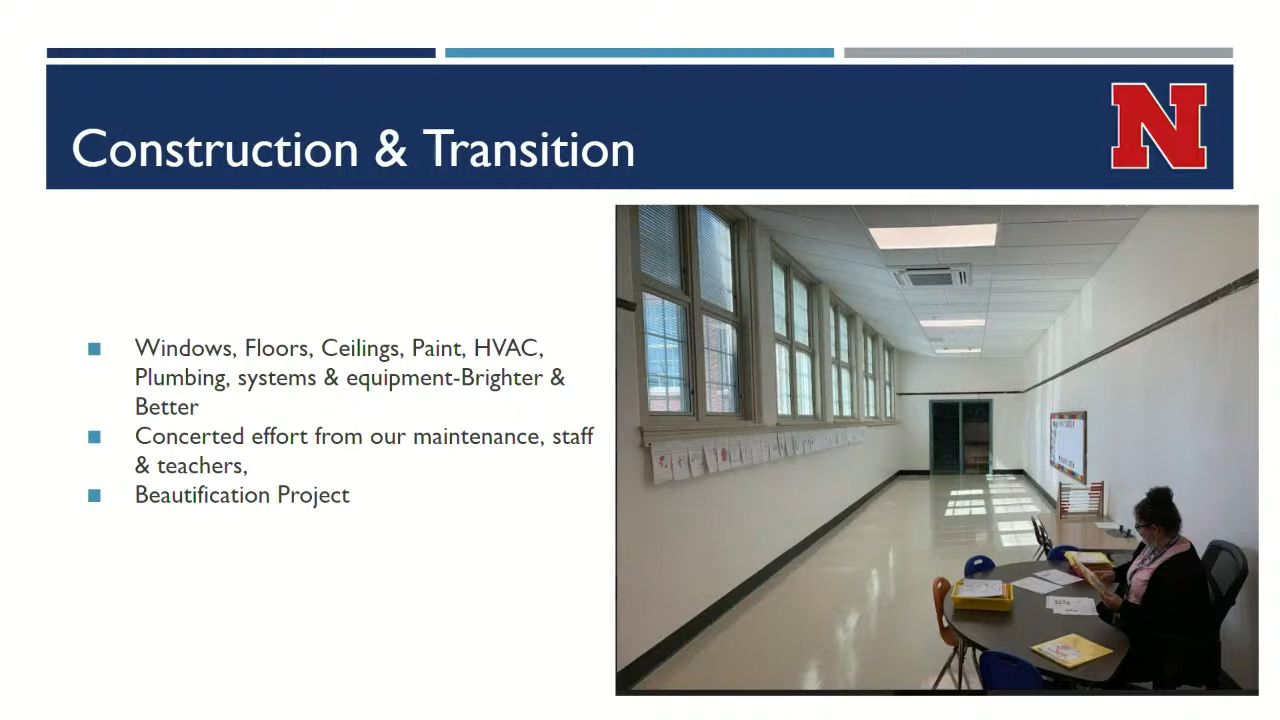 Construction & Transition
N
Windows, Floors, Ceilings, Paint, HVAC,
Plumbing, systems & equipment-Brighter &
Better
Concerted effort from our maintenance, staff
& teachers,
Beautification Project